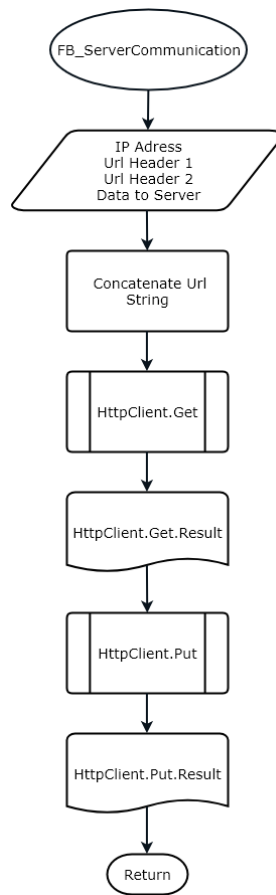 FB_ServerCommunication
IP Adress
Url Header 1
Url Header 2
Data to Server
Concatenate Url
String
HttpClient.Get
HttpClient.Get.Result
HttpClient.Put
HttpClient.Put.Result
Return